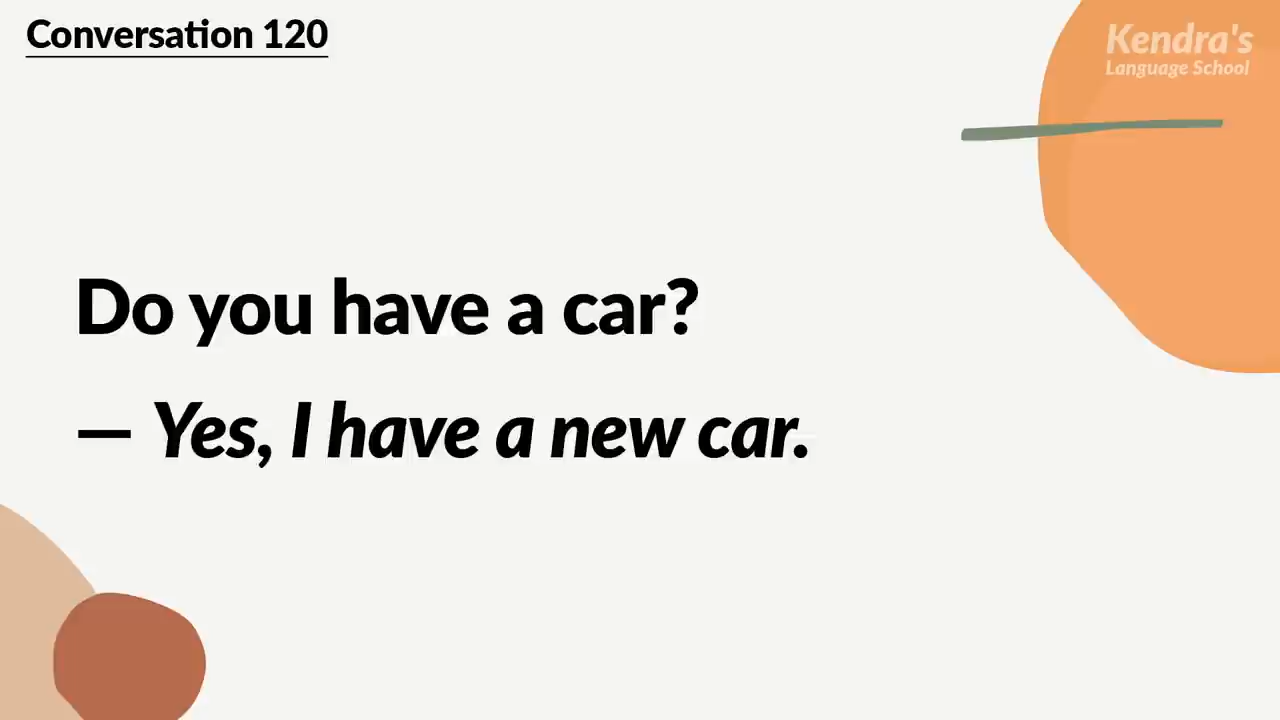 Conversation 120
Kendra's
Language School
Do you have a car?
— Yes, I have a new car.